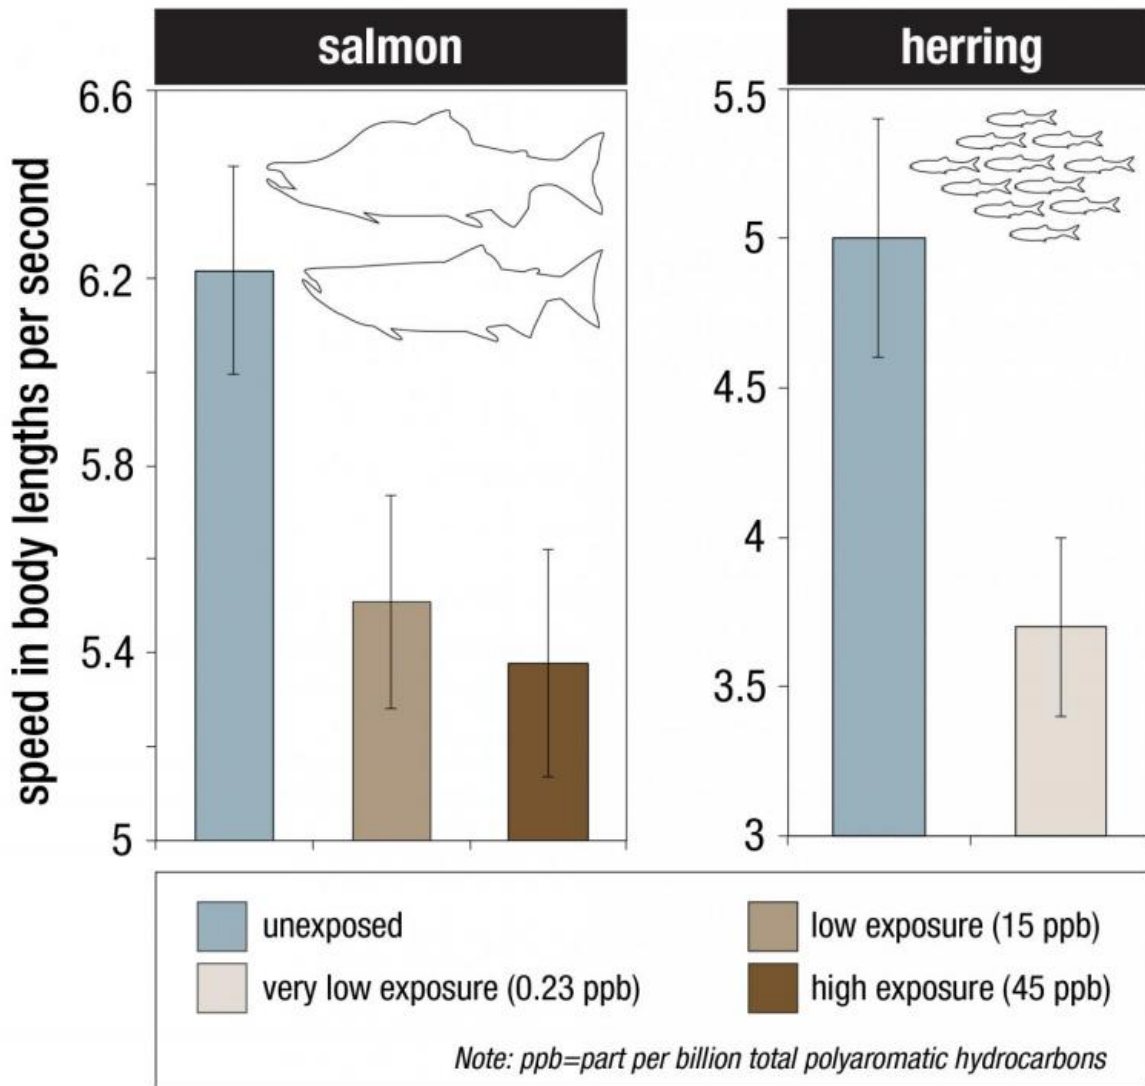 salmon
herring
speed in body lengths per second
6.6
6.2
5.8
5.4
5
5.5
5
4.5
4
3.5
3
unexposed
very low exposure (0.23 ppb)
low exposure (15 ppb)
high exposure (45 ppb)
Note: ppb=part per billion total polyaromatic hydrocarbons